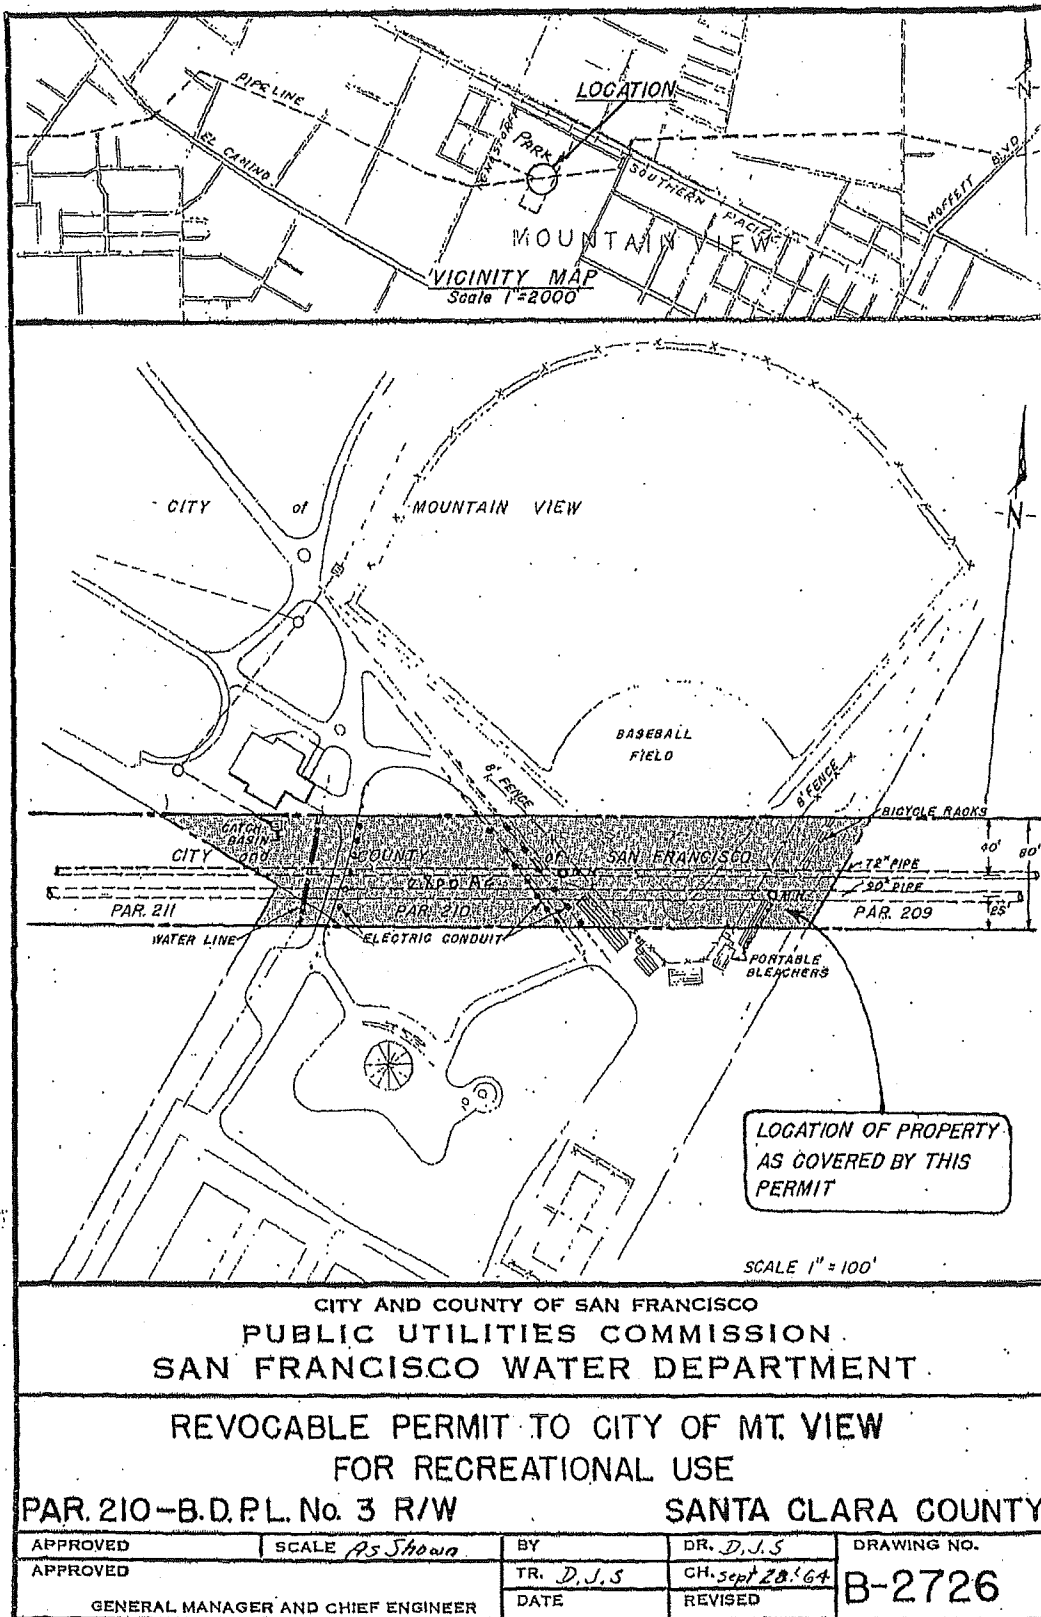 LOCATION
-N-
PIPELINE
EL CAMINO
PARK
SOUTHERN PACIFIC
MOFFETT BLVD
MOUNTAIN VIEW
VICINITY MAP
Scale 1"=2000'
CITY of MOUNTAIN VIEW
-N-
BASEBALL
FIELD
8' FENCE
8' FENCE
BICYCLE RACKS
CATCH
BASIN
40'
80'
CITY and COUNTY of SAN FRANCISCO
72" PIPE
90" PIPE
PAR. 211
PAR. 210
PAR. 209
25'
WATER LINE
ELECTRIC CONDUIT
PORTABLE
BLEACHERS
LOCATION OF PROPERTY
AS COVERED BY THIS
PERMIT
SCALE 1" = 100'
CITY AND COUNTY OF SAN FRANCISCO
PUBLIC UTILITIES COMMISSION
SAN FRANCISCO WATER DEPARTMENT
REVOCABLE PERMIT TO CITY OF MT. VIEW
FOR RECREATIONAL USE
PAR. 210-B.D.P.L. No. 3 R/W SANTA CLARA COUNTY
APPROVED SCALE As Shown BY DR. D.J.S DRAWING NO.
APPROVED TR. D.J.S CH. Sept 28 '64 B-2726
GENERAL MANAGER AND CHIEF ENGINEER DATE REVISED